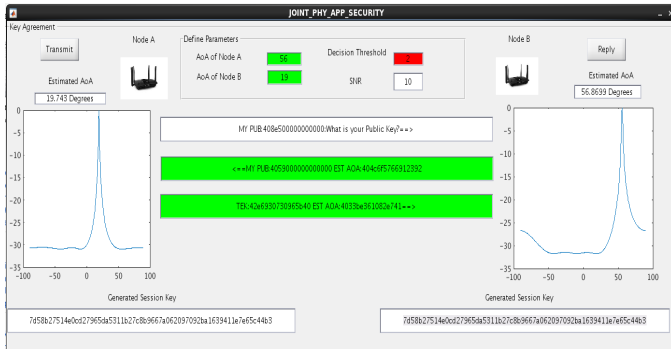 JOINT_PHY_APP_SECURITY
Key Agreement
Transmit
Node A
Define Parameters
AoA of Node A
56
Decision Threshold
2
AoA of Node B
19
SNR
10
Node B
Reply
Estimated AoA
19.743 Degrees
Estimated AoA
56.8699 Degrees
MY PUB:408e500000000000:What is your Public Key?==>
<==MY PUB:4059000000000000 EST AOA:404c6f5766912392
TEK:42e6930730965b40 EST AOA:4033be361082e741==>
0
-5
-10
-15
-20
-25
-30
-35
-100 -50 0 50 100
0
-5
-10
-15
-20
-25
-30
-35
-100 -50 0 50 100
Generated Session Key
Generated Session Key
7d58b27514e0cd27965da5311b27c8b9667a062097092ba1639411e7e65c44b3
7d58b27514e0cd27965da5311b27c8b9667a062097092ba1639411e7e65c44b3